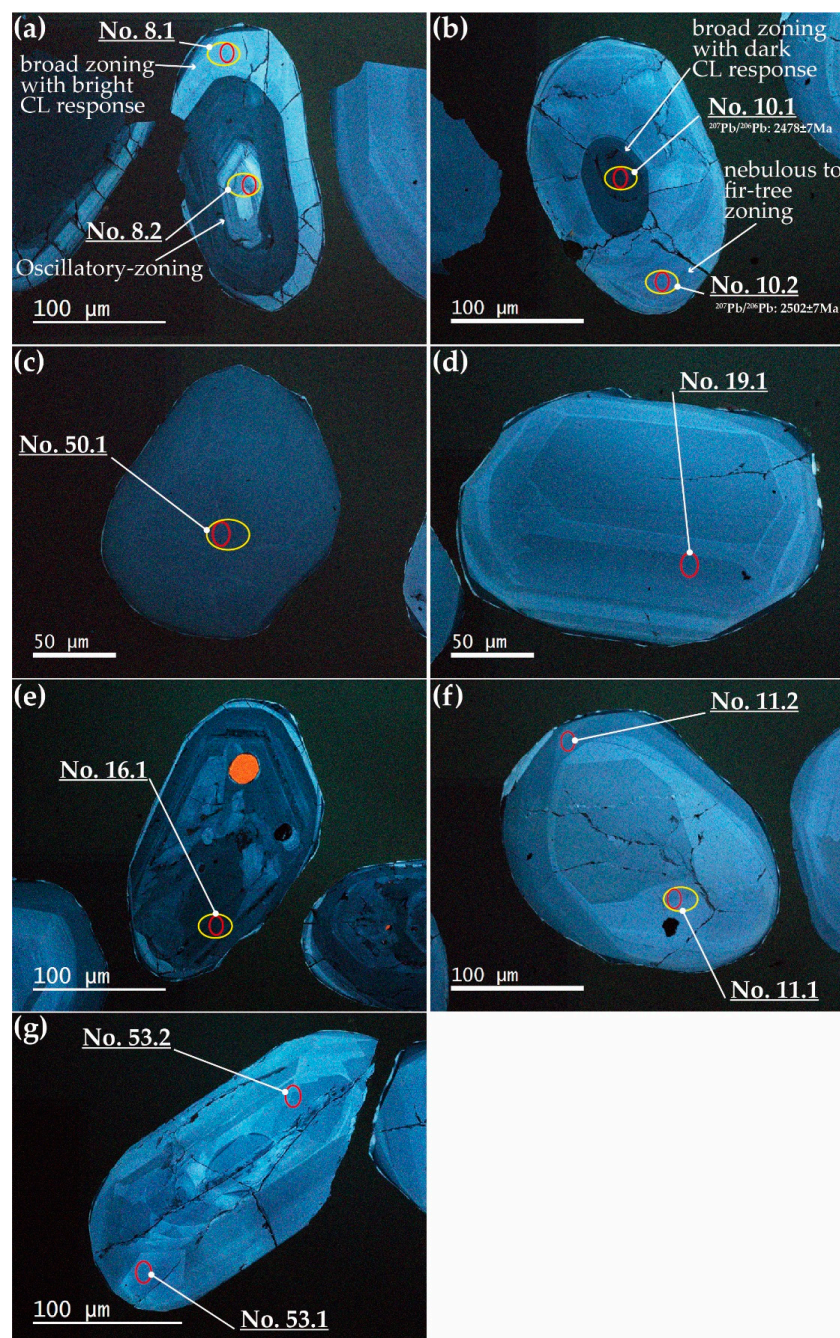 (a)
No. 8.1
broad zoning
with bright
CL response
No. 8.2
Oscillatory-zoning
100 µm
(b)
broad zoning
with dark
CL response
No. 10.1
²⁰⁷Pb/²⁰⁶Pb: 2478±7Ma
nebulous to
fir-tree
zoning
No. 10.2
²⁰⁷Pb/²⁰⁶Pb: 2502±7Ma
100 µm
(c)
No. 50.1
50 µm
(d)
No. 19.1
50 µm
(e)
No. 16.1
100 µm
(f)
No. 11.2
No. 11.1
100 µm
(g)
No. 53.2
No. 53.1
100 µm